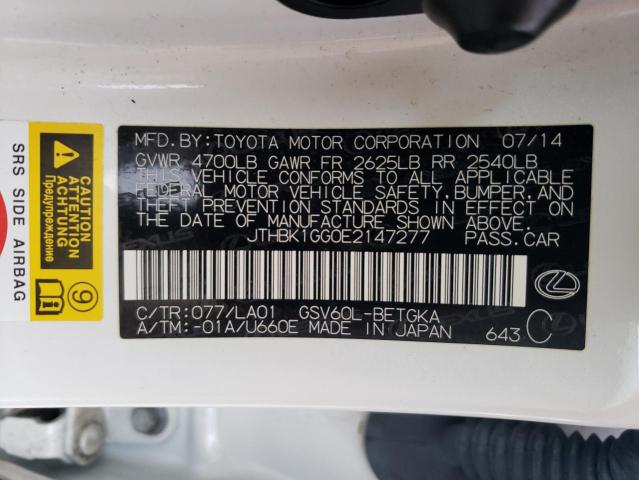 MFD.BY: TOYOTA MOTOR CORPORATION 07/14
GVWR 4700LB GAWR FR 2625LB RR 2540LB
THIS VEHICLE CONFORMS TO ALL APPLICABLE
FEDERAL MOTOR VEHICLE SAFETY, BUMPER, AND
THEFT PREVENTION STANDARDS IN EFFECT ON
THE DATE OF MANUFACTURE SHOWN ABOVE.
JTHBK1GG0E2147277 PASS.CAR
C/TR:077/LA01 GSV60L-BETGKA
A/TM:-01A/U660E MADE IN JAPAN 643 C
SRS SIDE AIRBAG
CAUTION
ATTENTION
ACHTUNG
Предупреждение
9